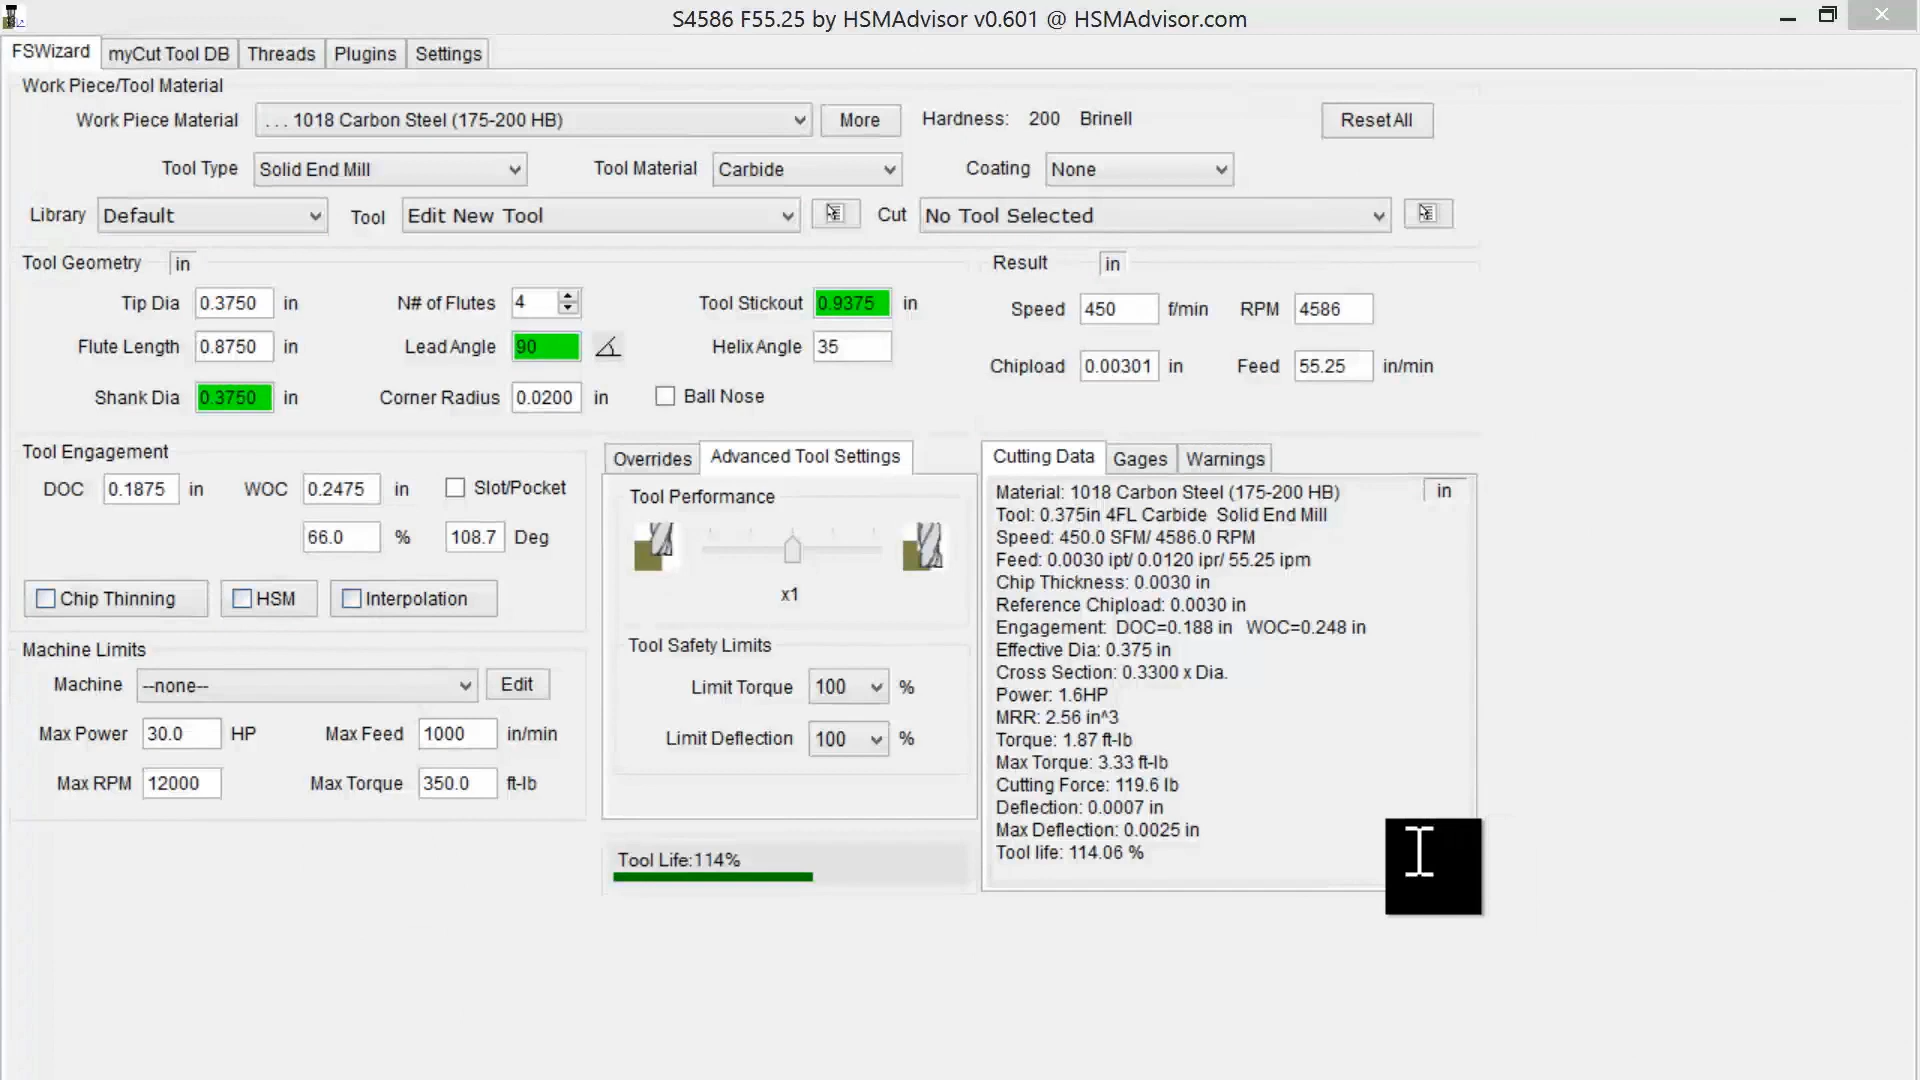 S4586 F55.25 by HSMAdvisor v0.601 @ HSMAdvisor.com
FSWizard myCut Tool DB Threads Plugins Settings
Work Piece/Tool Material
Work Piece Material . . . 1018 Carbon Steel (175-200 HB) More Hardness: 200 Brinell Reset All
Tool Type Solid End Mill Tool Material Carbide Coating None
Library Default Tool Edit New Tool Cut No Tool Selected
Tool Geometry in
Tip Dia 0.3750 in N# of Flutes 4 Tool Stickout 0.9375 in
Flute Length 0.8750 in Lead Angle 90 Helix Angle 35
Shank Dia 0.3750 in Corner Radius 0.0200 in Ball Nose
Result in
Speed 450 f/min RPM 4586
Chipload 0.00301 in Feed 55.25 in/min
Tool Engagement
DOC 0.1875 in WOC 0.2475 in Slot/Pocket
66.0 % 108.7 Deg
Chip Thinning HSM Interpolation
Machine Limits
Machine --none-- Edit
Max Power 30.0 HP Max Feed 1000 in/min
Max RPM 12000 Max Torque 350.0 ft-lb
Overrides Advanced Tool Settings
Tool Performance
x1
Tool Safety Limits
Limit Torque 100 %
Limit Deflection 100 %
Tool Life:114%
Cutting Data Gages Warnings
in
Material: 1018 Carbon Steel (175-200 HB)
Tool: 0.375in 4FL Carbide Solid End Mill
Speed: 450.0 SFM/ 4586.0 RPM
Feed: 0.0030 ipt/ 0.0120 ipr/ 55.25 ipm
Chip Thickness: 0.0030 in
Reference Chipload: 0.0030 in
Engagement: DOC=0.188 in WOC=0.248 in
Effective Dia: 0.375 in
Cross Section: 0.3300 x Dia.
Power: 1.6HP
MRR: 2.56 in^3
Torque: 1.87 ft-lb
Max Torque: 3.33 ft-lb
Cutting Force: 119.6 lb
Deflection: 0.0007 in
Max Deflection: 0.0025 in
Tool life: 114.06 %